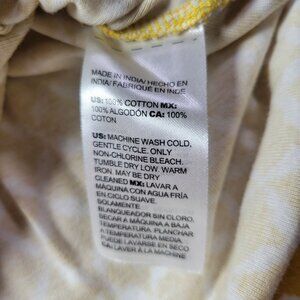 MADE IN INDIA/ HECHO EN
INDIA/ FABRIQUÉ EN INDE
US: 100% COTTON MX:
100% ALGODÓN CA: 100%
COTON
US: MACHINE WASH COLD,
GENTLE CYCLE. ONLY
NON-CHLORINE BLEACH.
TUMBLE DRY LOW. WARM
IRON. MAY BE DRY
CLEANED MX: LAVAR A
MÁQUINA CON AGUA FRÍA
EN CICLO SUAVE.
SOLAMENTE
BLANQUEADOR SIN CLORO,
SECAR A MÁQUINA A BAJA
TEMPERATURA. PLANCHAR
A TEMPERATURA MEDIA.
PUEDE LAVARSE EN SECO
LAVER À LA MACHINE